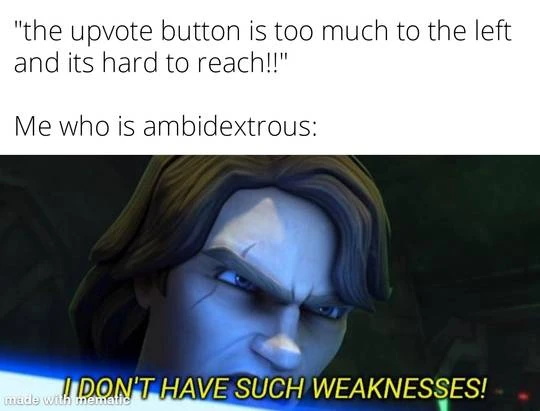 "the upvote button is too much to the left
and its hard to reach!!"
Me who is ambidextrous:
I DON'T HAVE SUCH WEAKNESSES!
made with mematic